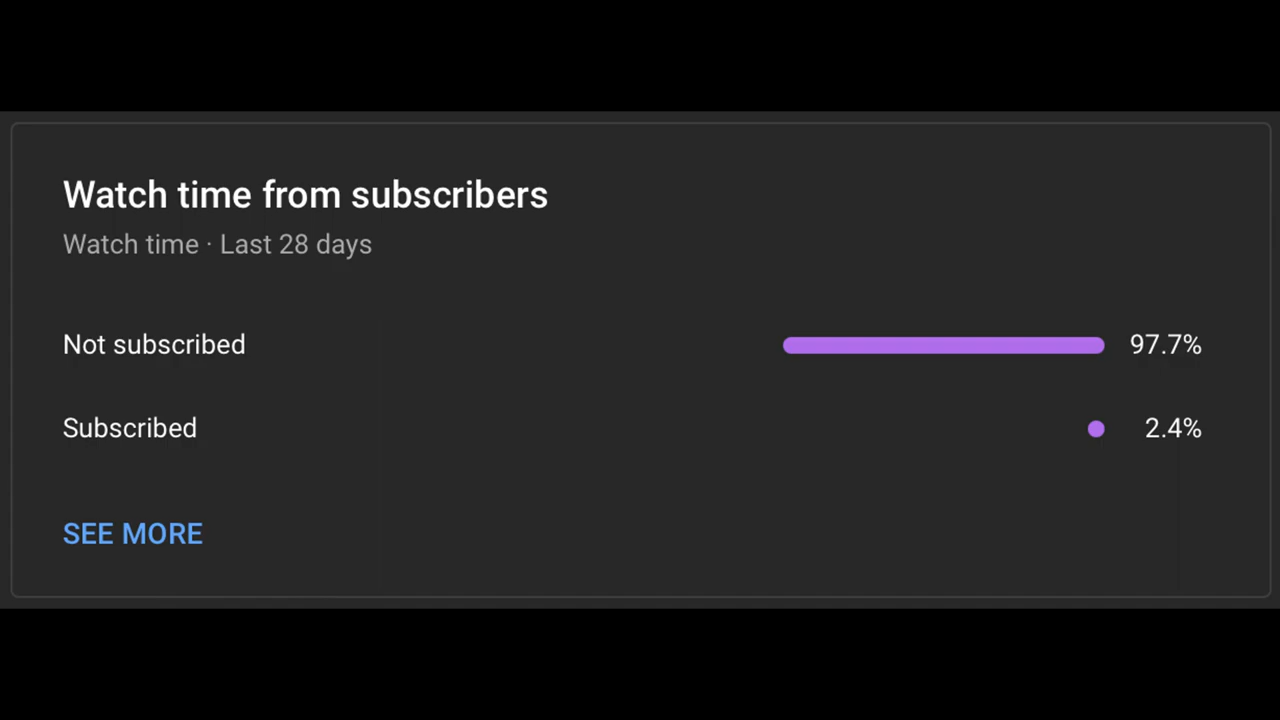 Watch time from subscribers
Watch time · Last 28 days
Not subscribed 97.7%
Subscribed 2.4%
SEE MORE